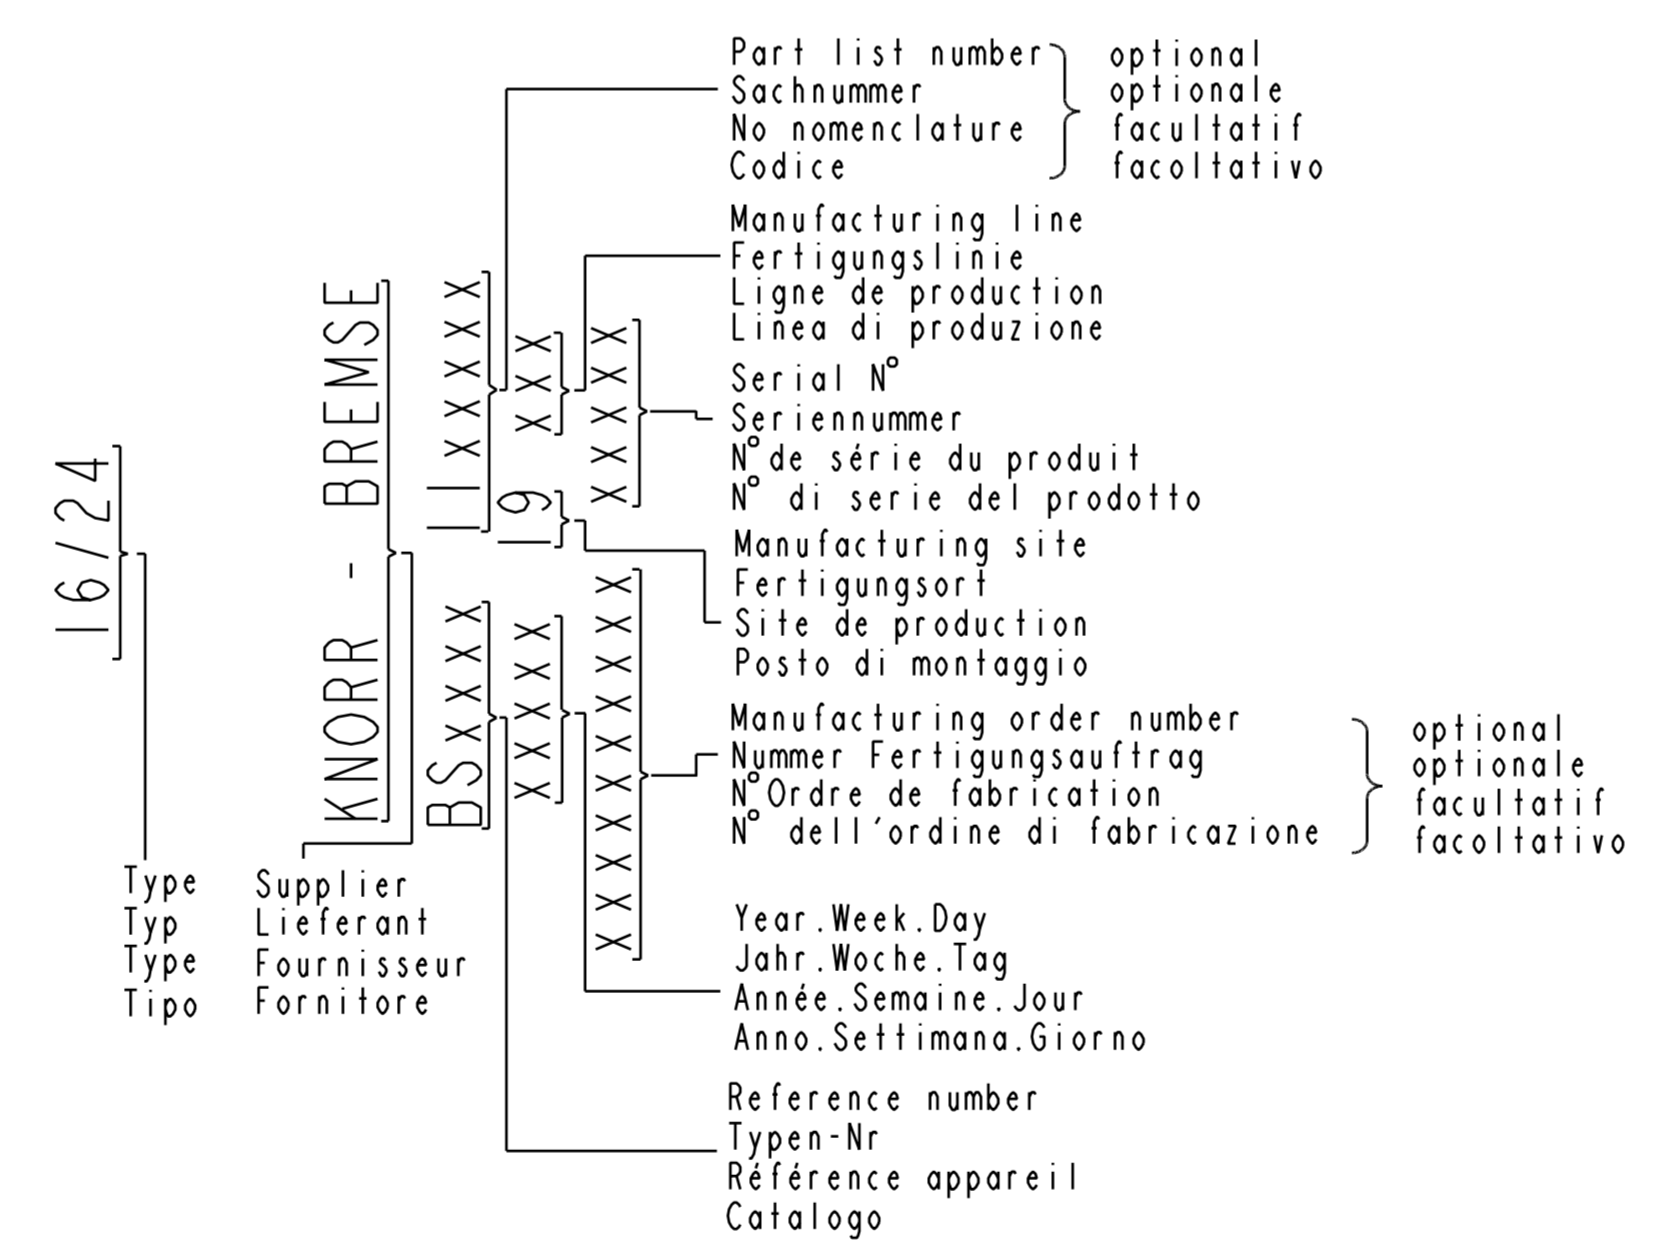 16/24
KNORR - BREMSE
BSXXXX IIXXXXX
XXXXX 19 XXX
XXXXXXXXXX XXXXX
Part list number optional
Sachnummer optionale
No nomenclature facultatif
Codice facoltativo
Manufacturing line
Fertigungslinie
Ligne de production
Linea di produzione
Serial N°
Seriennummer
N°de série du produit
N° di serie del prodotto
Manufacturing site
Fertigungsort
Site de production
Posto di montaggio
Manufacturing order number optional
Nummer Fertigungsauftrag optionale
N°Ordre de fabrication facultatif
N° dell'ordine di fabricazione facoltativo
Year.Week.Day
Jahr.Woche.Tag
Année.Semaine.Jour
Anno.Settimana.Giorno
Reference number
Typen-Nr
Référence appareil
Catalogo
Type Supplier
Typ Lieferant
Type Fournisseur
Tipo Fornitore